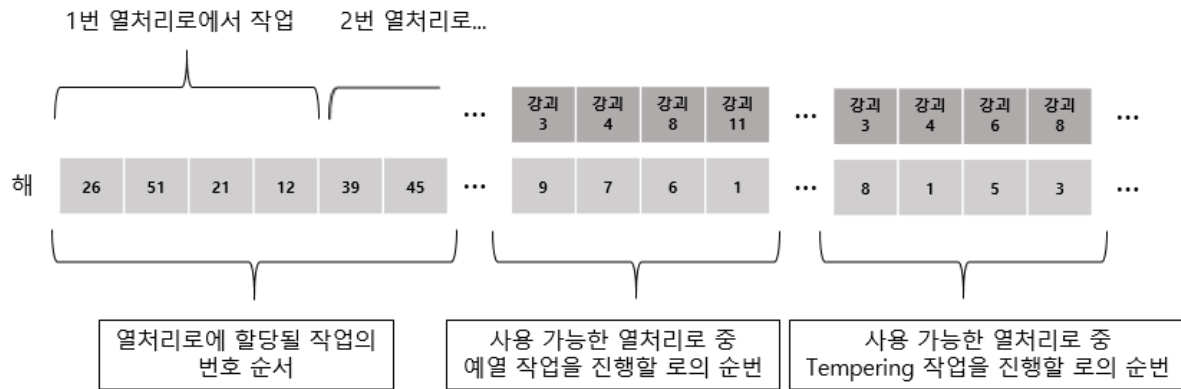 1번 열처리로에서 작업
2번 열처리로...
... 강괴 3 강괴 4 강괴 8 강괴 11 ... 강괴 3 강괴 4 강괴 6 강괴 8 ...
해 26 51 21 12 39 45 ... 9 7 6 1 ... 8 1 5 3 ...
열처리로에 할당될 작업의
번호 순서
사용 가능한 열처리로 중
예열 작업을 진행할 로의 순번
사용 가능한 열처리로 중
Tempering 작업을 진행할 로의 순번